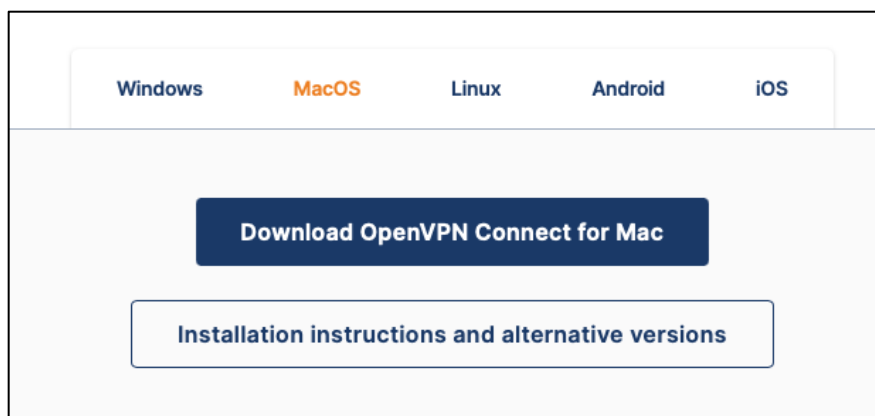 Windows MacOS Linux Android iOS
Download OpenVPN Connect for Mac
Installation instructions and alternative versions